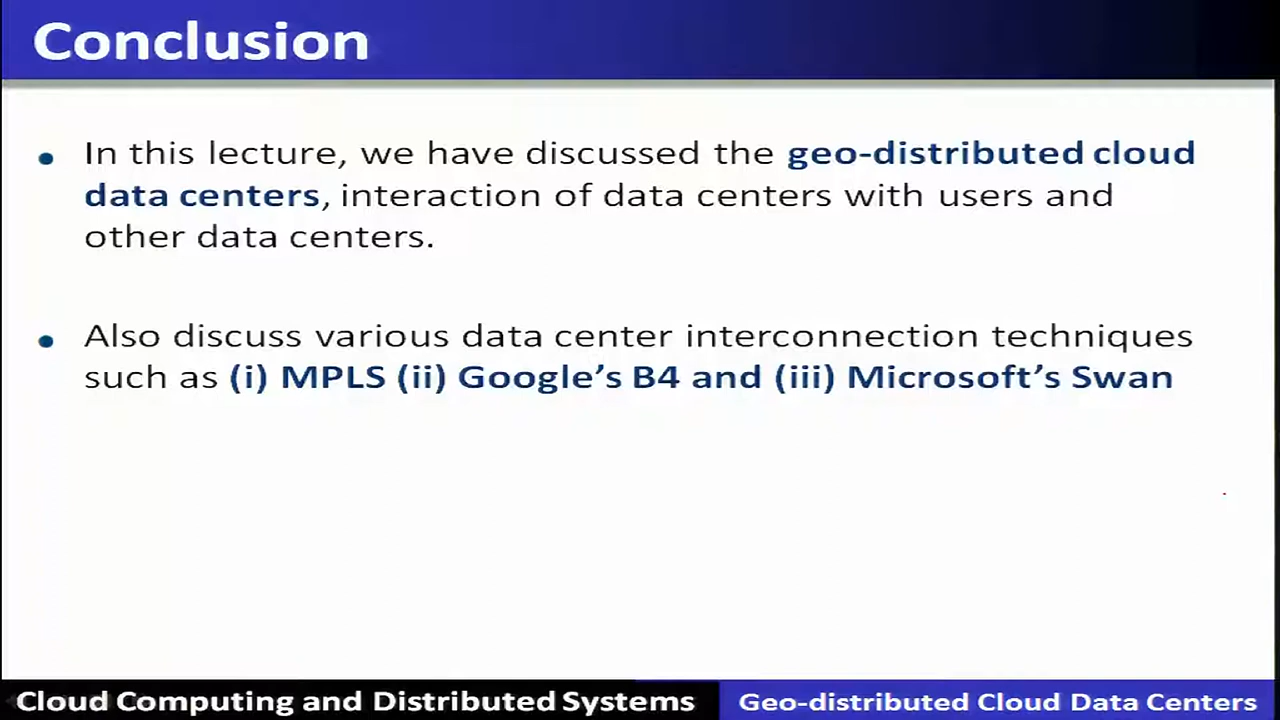 Conclusion
In this lecture, we have discussed the geo-distributed cloud
data centers, interaction of data centers with users and
other data centers.
Also discuss various data center interconnection techniques
such as (i) MPLS (ii) Google’s B4 and (iii) Microsoft’s Swan
Cloud Computing and Distributed Systems
Geo-distributed Cloud Data Centers